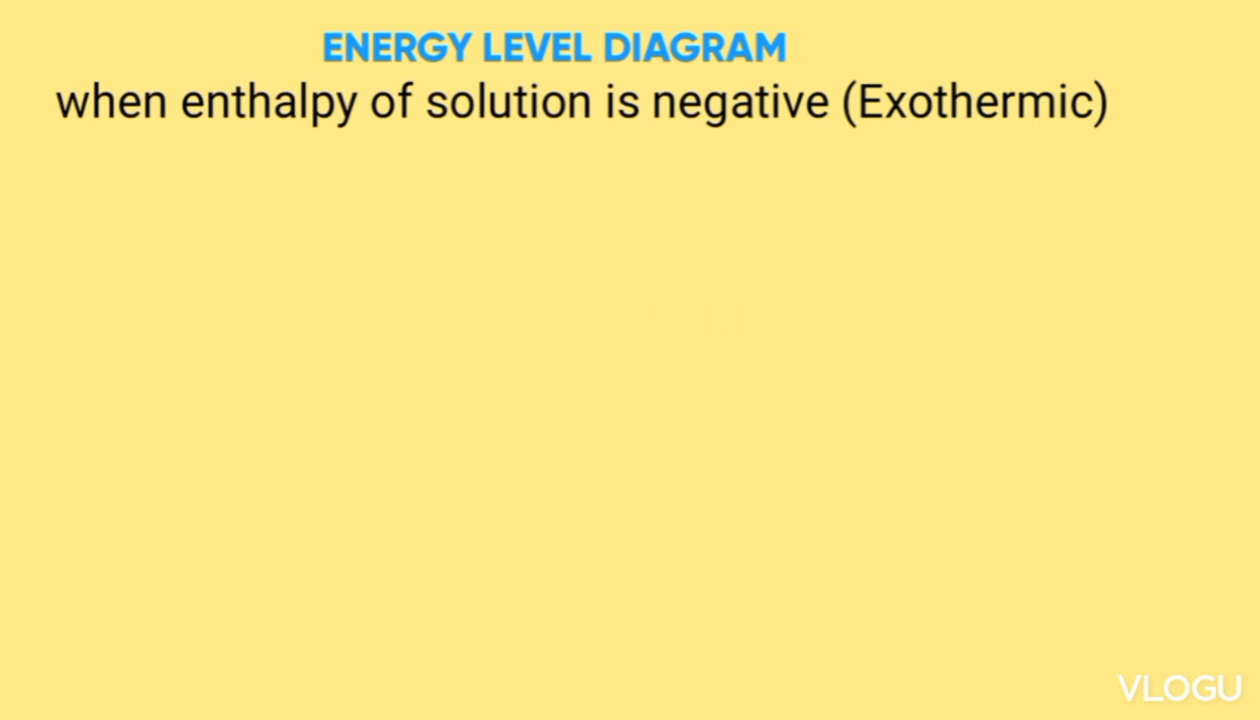 ENERGY LEVEL DIAGRAM
when enthalpy of solution is negative (Exothermic)
VLOGU